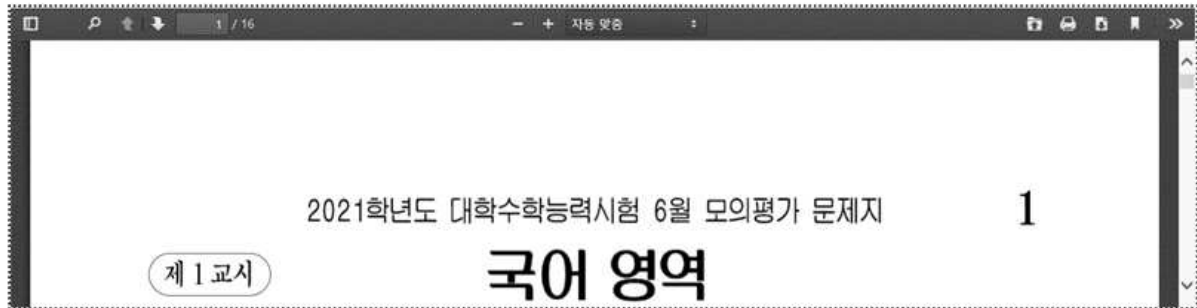 1 / 16 자동 맞춤
2021학년도 대학수학능력시험 6월 모의평가 문제지 1
제 1 교시
국어 영역